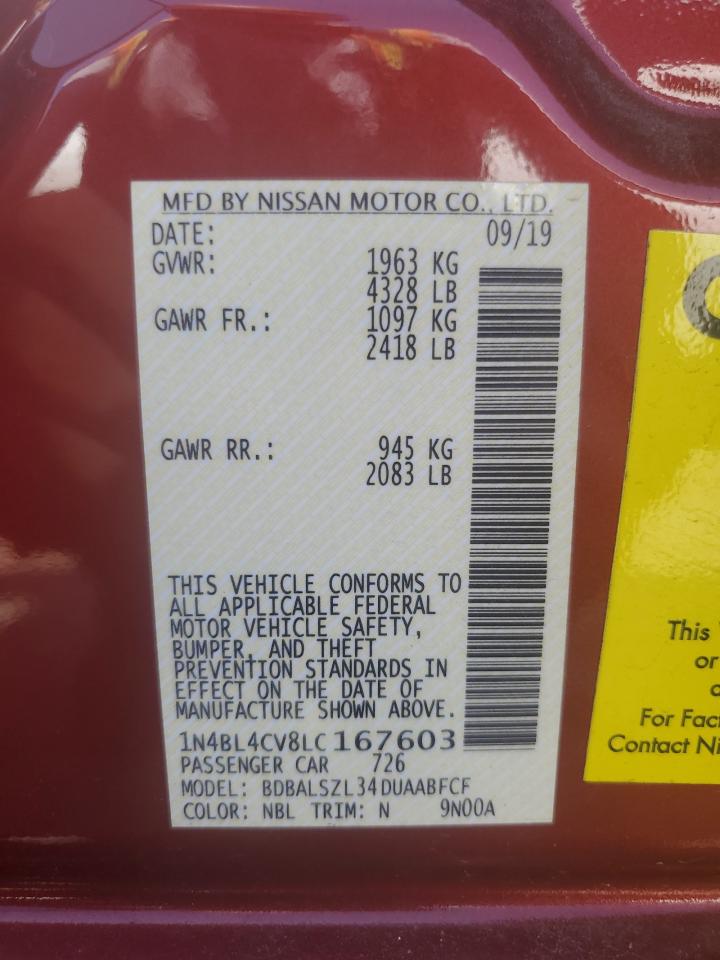 MFD BY NISSAN MOTOR CO., LTD.
DATE: 09/19
GVWR: 1963 KG
4328 LB
GAWR FR.: 1097 KG
2418 LB
GAWR RR.: 945 KG
2083 LB
THIS VEHICLE CONFORMS TO
ALL APPLICABLE FEDERAL
MOTOR VEHICLE SAFETY,
BUMPER, AND THEFT
PREVENTION STANDARDS IN
EFFECT ON THE DATE OF
MANUFACTURE SHOWN ABOVE.
1N4BL4CV8LC167603
PASSENGER CAR 726
MODEL: BDBALSZL34DUAABFCF
COLOR: NBL TRIM: N 9N00A
This
or
For
Contact